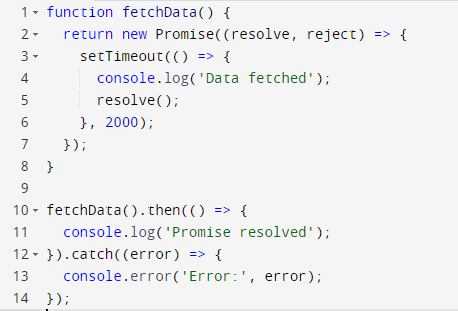 1 function fetchData() {
2   return new Promise((resolve, reject) => {
3     setTimeout(() => {
4       console.log('Data fetched');
5       resolve();
6     }, 2000);
7   });
8 }
9
10 fetchData().then(() => {
11   console.log('Promise resolved');
12 }).catch((error) => {
13   console.error('Error:', error);
14 });